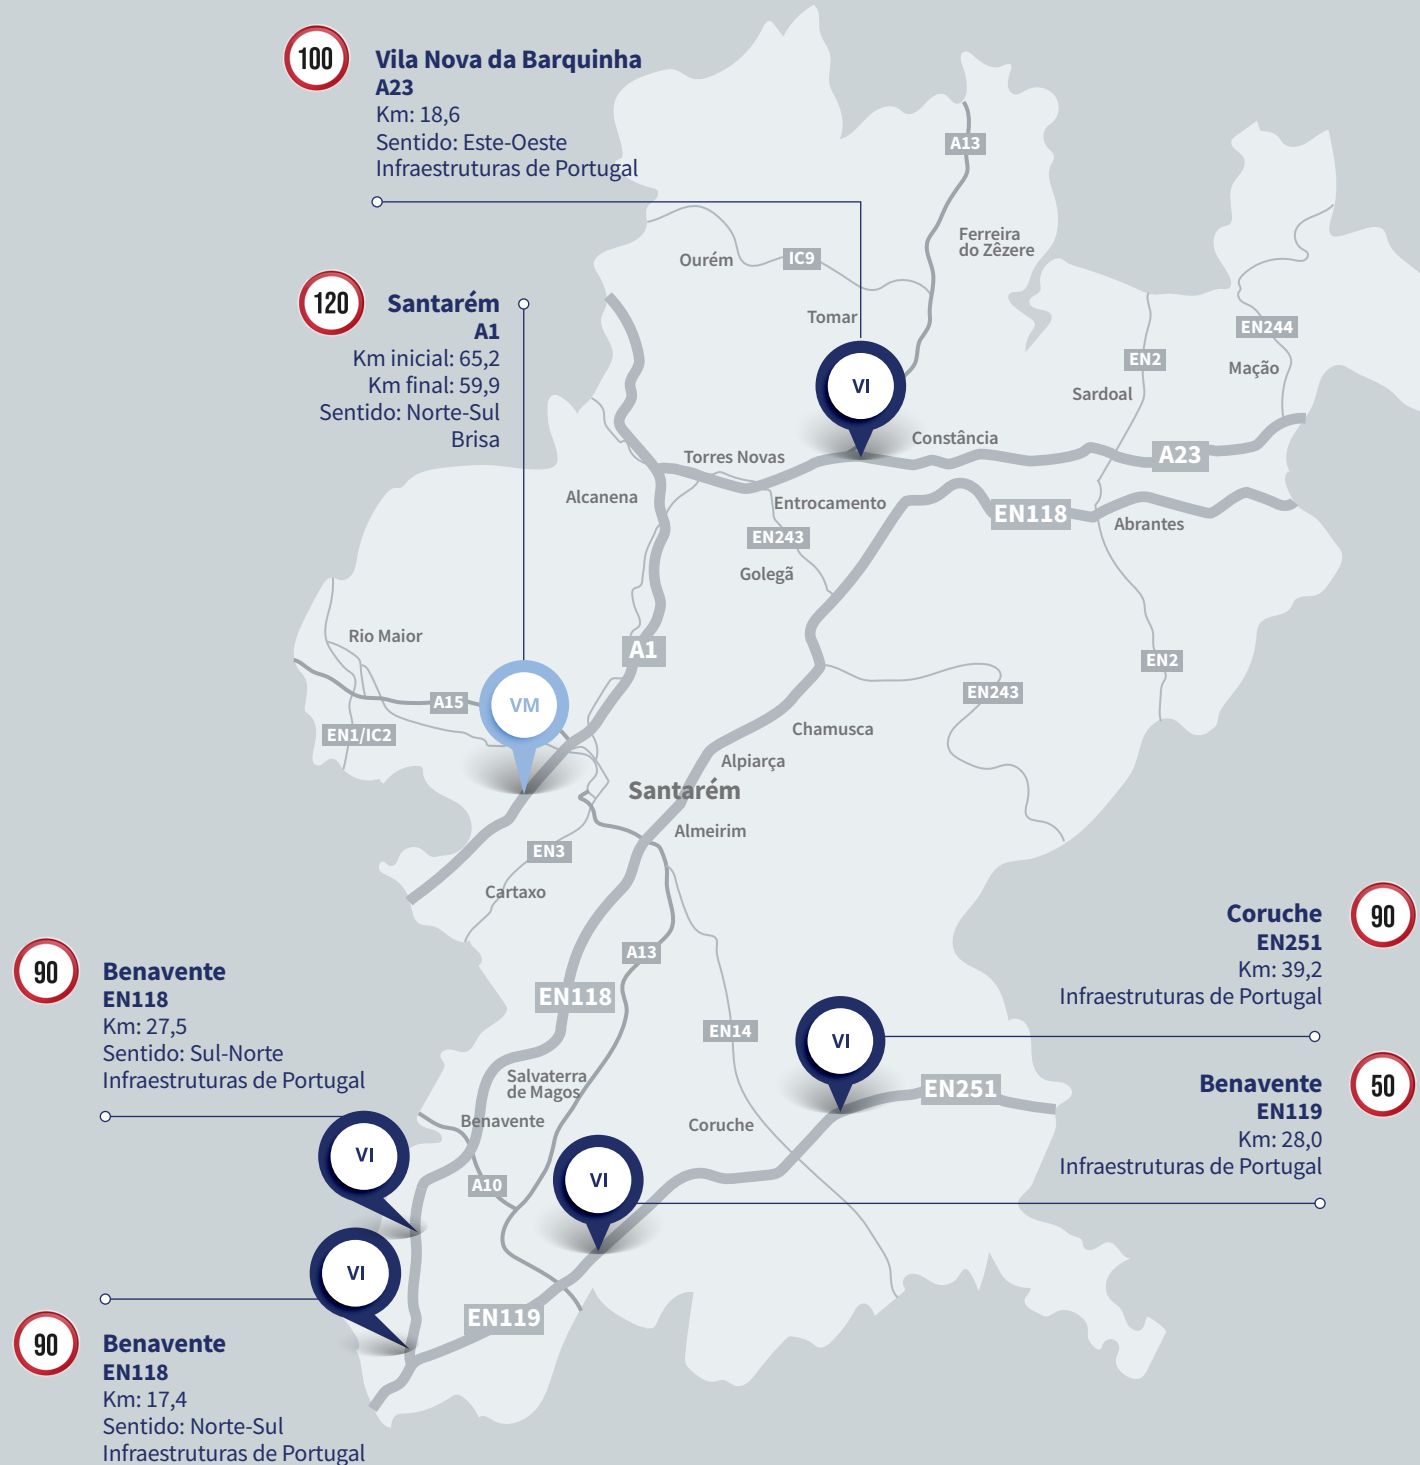 100
Vila Nova da Barquinha
A23
Km: 18,6
Sentido: Este-Oeste
Infraestruturas de Portugal
A13
Ferreira
do Zêzere
Ourém
IC9
120
Santarém
A1
Km inicial: 65,2
Km final: 59,9
Sentido: Norte-Sul
Brisa
Tomar
EN244
EN2
Mação
VI
Sardoal
Constância
A23
Torres Novas
Alcanena
Entrocamento
EN118
Abrantes
EN243
Golegã
Rio Maior
A1
EN2
EN243
A15
VM
EN1/IC2
Chamusca
Alpiarça
Santarém
Almeirim
EN3
Cartaxo
Coruche
EN251
Km: 39,2
Infraestruturas de Portugal
90
A13
90
Benavente
EN118
Km: 27,5
Sentido: Sul-Norte
Infraestruturas de Portugal
EN118
EN14
VI
Salvaterra
de Magos
EN251
Benavente
EN119
Km: 28,0
Infraestruturas de Portugal
50
Benavente
Coruche
VI
VI
A10
VI
EN119
90
Benavente
EN118
Km: 17,4
Sentido: Norte-Sul
Infraestruturas de Portugal